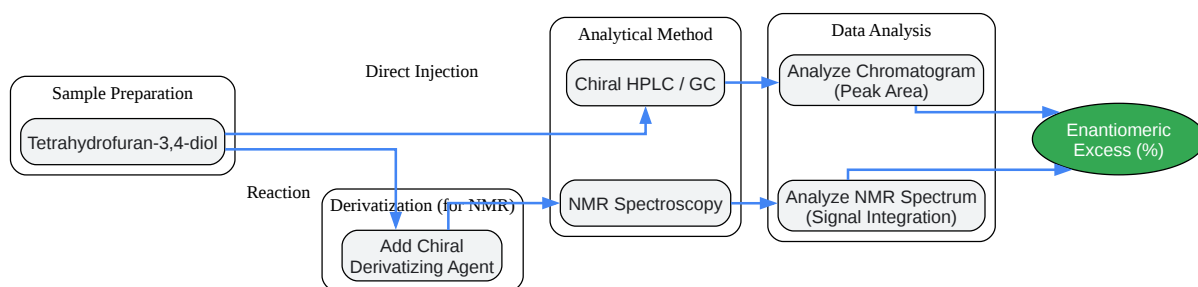 Sample Preparation
Tetrahydrofuran-3,4-diol
Direct Injection
Reaction
Derivatization (for NMR)
Add Chiral
Derivatizing Agent
Analytical Method
Chiral HPLC / GC
NMR Spectroscopy
Data Analysis
Analyze Chromatogram
(Peak Area)
Analyze NMR Spectrum
(Signal Integration)
Enantiomeric
Excess (%)